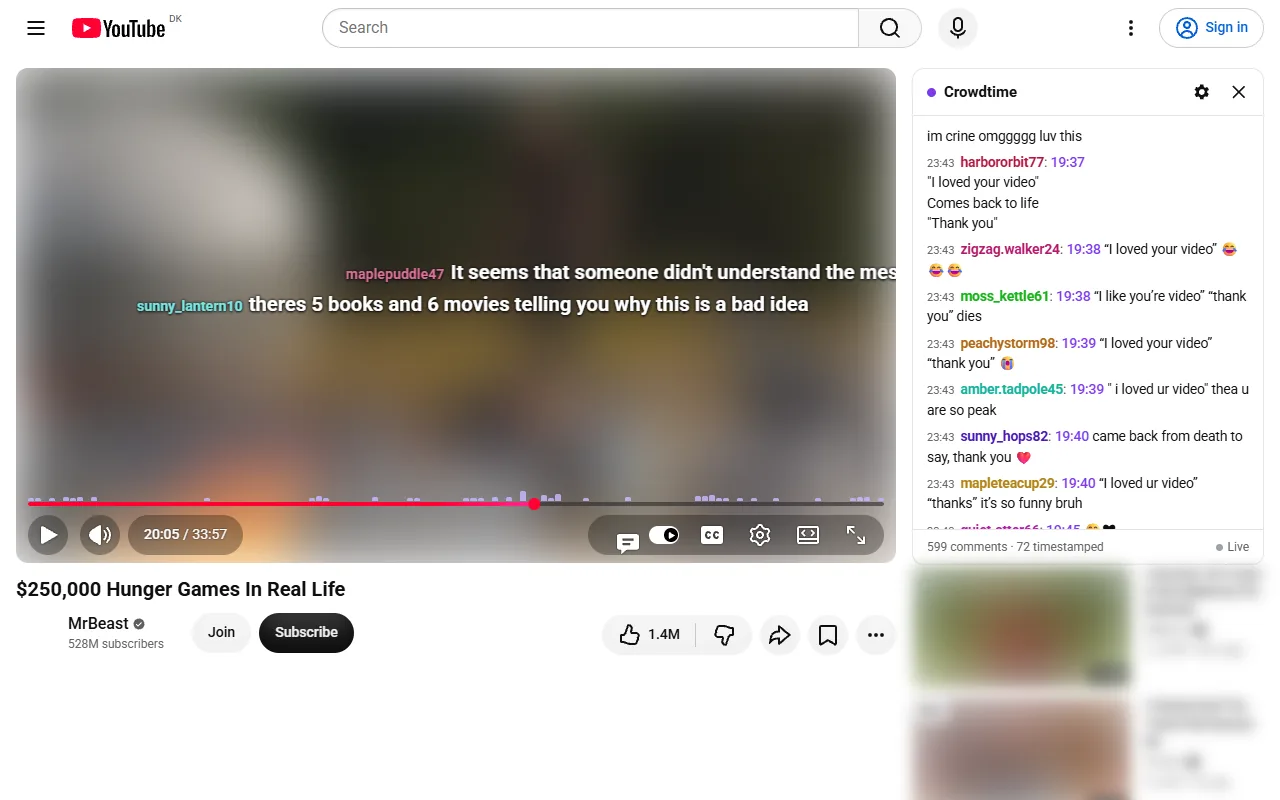 YouTube DK
Search
Sign in
maplepuddle47 It seems that someone didn't understand the mes
sunny_lantern10 theres 5 books and 6 movies telling you why this is a bad idea
20:05 / 33:57
CC
$250,000 Hunger Games In Real Life
MrBeast
528M subscribers
Join
Subscribe
1.4M
Crowdtime
im crine omggggg luv this
23:43 harbororbit77: 19:37
"I loved your video"
Comes back to life
"Thank you"
23:43 zigzag.walker24: 19:38 “I loved your video” 😂
😂😂
23:43 moss_kettle61: 19:38 “I like you’re video” “thank
you” dies
23:43 peachystorm98: 19:39 “I loved your video”
“thank you” 😭
23:43 amber.tadpole45: 19:39 " i loved ur video" thea u
are so peak
23:43 sunny_hops82: 19:40 came back from death to
say, thank you ❤️
23:43 mapleteacup29: 19:40 “I loved ur video”
“thanks” it’s so funny bruh
599 comments · 72 timestamped
Live